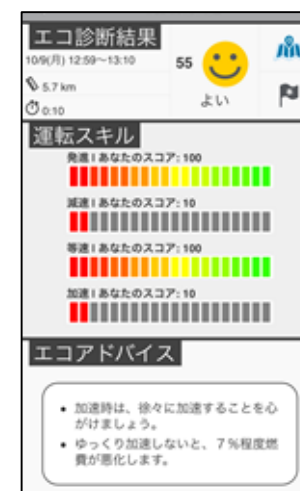 エコ診断結果
10/9(月) 12:59〜13:10
55
5.7 km
よい
0:10
運転スキル
発進 | あなたのスコア: 100
減速 | あなたのスコア: 10
等速 | あなたのスコア: 100
加速 | あなたのスコア: 10
エコアドバイス
• 加速時は、徐々に加速することを心
がけましょう。
• ゆっくり加速しないと、７％程度燃
費が悪化します。